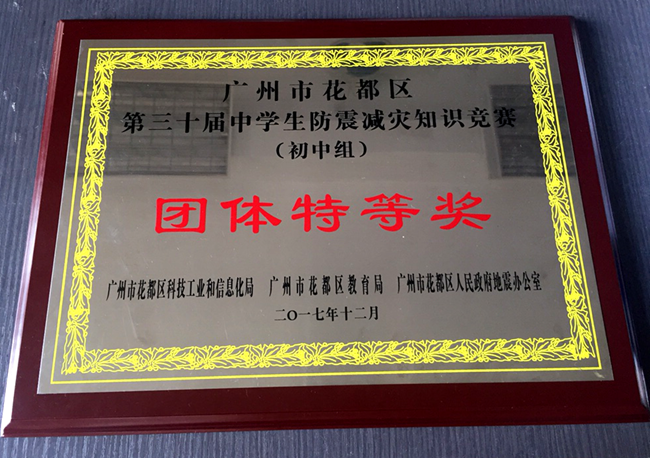 广州市花都区
第三十届中学生防震减灾知识竞赛
（初中组）
团体特等奖
广州市花都区科技工业和信息化局 广州市花都区教育局 广州市花都区人民政府地震办公室
二〇一七年十二月